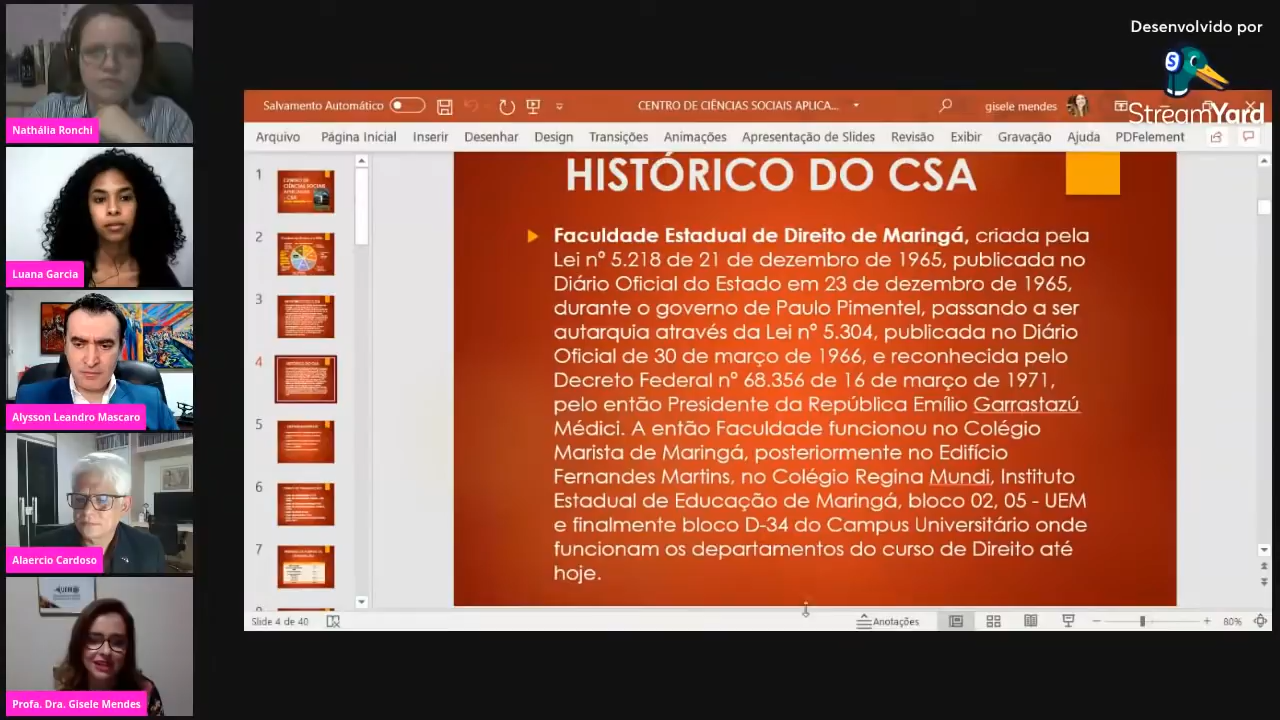 Desenvolvido por
StreamYard
Nathália Ronchi
Luana Garcia
Alysson Leandro Mascaro
Alaercio Cardoso
Profa. Dra. Gisele Mendes
Salvamento Automático
CENTRO DE CIÊNCIAS SOCIAIS APLICA...
gisele mendes
Arquivo Página Inicial Inserir Desenhar Design Transições Animações Apresentação de Slides Revisão Exibir Gravação Ajuda PDFelement
1
2
3
4
5
6
7
HISTÓRICO DO CSA
Faculdade Estadual de Direito de Maringá, criada pela
Lei nº 5.218 de 21 de dezembro de 1965, publicada no
Diário Oficial do Estado em 23 de dezembro de 1965,
durante o governo de Paulo Pimentel, passando a ser
autarquia através da Lei nº 5.304, publicada no Diário
Oficial de 30 de março de 1966, e reconhecida pelo
Decreto Federal nº 68.356 de 16 de março de 1971,
pelo então Presidente da República Emílio Garrastazú
Médici. A então Faculdade funcionou no Colégio
Marista de Maringá, posteriormente no Edifício
Fernandes Martins, no Colégio Regina Mundi, Instituto
Estadual de Educação de Maringá, bloco 02, 05 - UEM
e finalmente bloco D-34 do Campus Universitário onde
funcionam os departamentos do curso de Direito até
hoje.
Slide 4 de 40
Anotações
80%